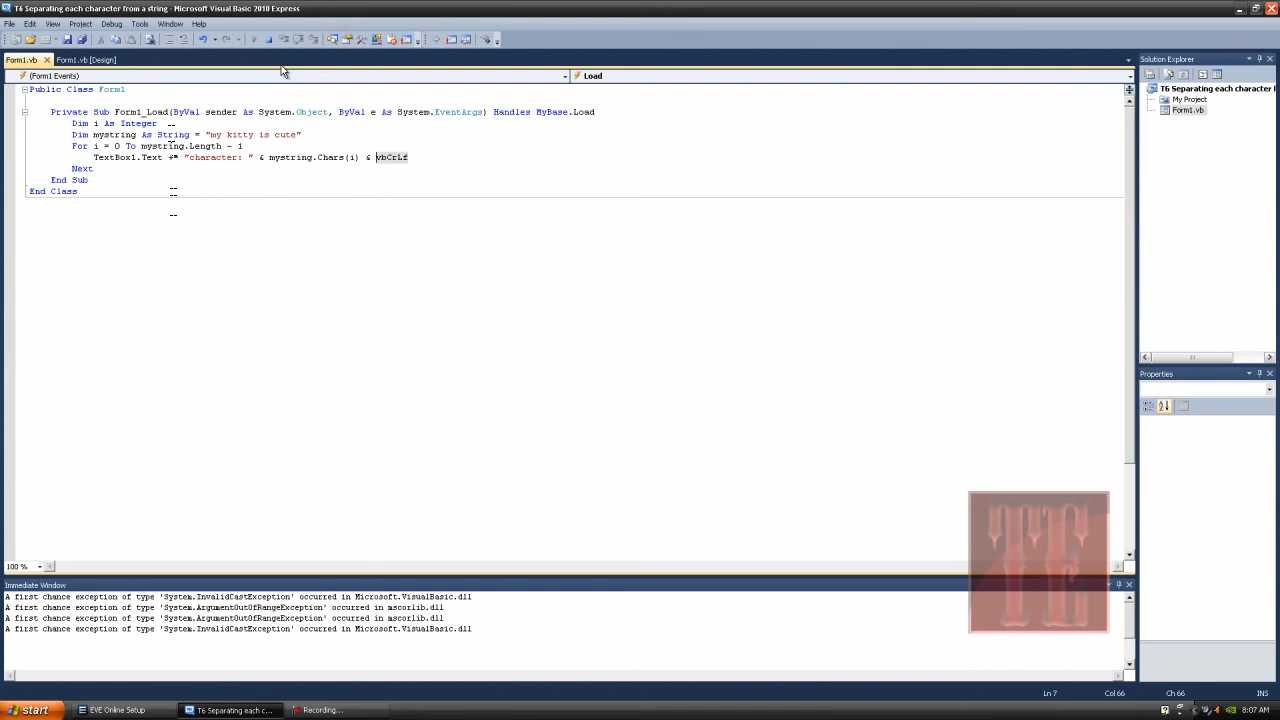 T6 Separating each character from a string - Microsoft Visual Basic 2010 Express
File Edit View Project Debug Tools Window Help
Form1.vb Form1.vb [Design]
(Form1 Events) Load
Public Class Form1
Private Sub Form1_Load(ByVal sender As System.Object, ByVal e As System.EventArgs) Handles MyBase.Load
Dim i As Integer
Dim mystring As String = "my kitty is cute"
For i = 0 To mystring.Length - 1
TextBox1.Text += "character: " & mystring.Chars(i) & vbCrLf
Next
End Sub
End Class
100 %
Solution Explorer
T6 Separating each character f
My Project
Form1.vb
Properties
Immediate Window
A first chance exception of type 'System.InvalidCastException' occurred in Microsoft.VisualBasic.dll
A first chance exception of type 'System.ArgumentOutOfRangeException' occurred in mscorlib.dll
A first chance exception of type 'System.ArgumentOutOfRangeException' occurred in mscorlib.dll
A first chance exception of type 'System.InvalidCastException' occurred in Microsoft.VisualBasic.dll
Ln 7 Col 66 Ch 66 INS
start EVE Online Setup T6 Separating each c... Recording... 8:07 AM